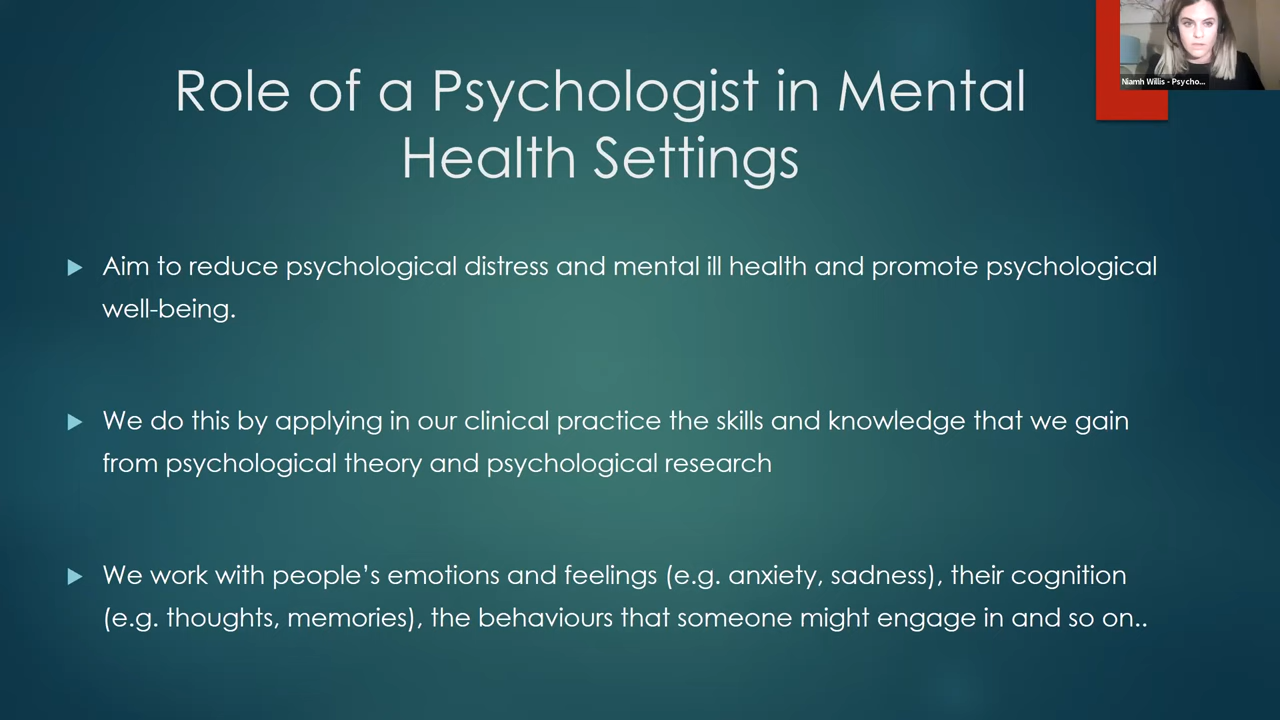 Niamh Willis - Psycho...
Role of a Psychologist in Mental
Health Settings
Aim to reduce psychological distress and mental ill health and promote psychological
well-being.
We do this by applying in our clinical practice the skills and knowledge that we gain
from psychological theory and psychological research
We work with people’s emotions and feelings (e.g. anxiety, sadness), their cognition
(e.g. thoughts, memories), the behaviours that someone might engage in and so on..